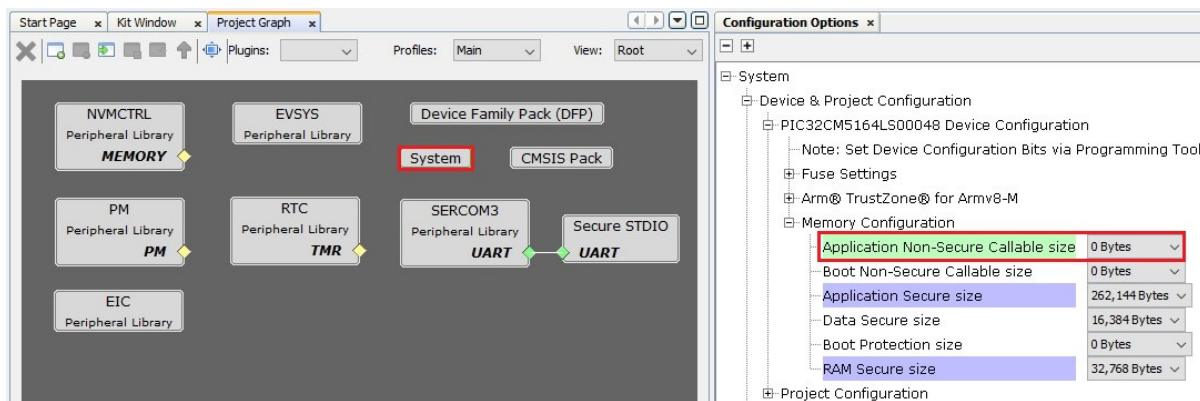 Start Page x Kit Window x Project Graph x
Plugins: Profiles: Main View: Root
NVMCTRL
Peripheral Library
MEMORY
EVSYS
Peripheral Library
Device Family Pack (DFP)
System
CMSIS Pack
PM
Peripheral Library
PM
RTC
Peripheral Library
TMR
SERCOM3
Peripheral Library
UART
Secure STDIO
UART
EIC
Peripheral Library
Configuration Options x
System
Device & Project Configuration
PIC32CM5164LS00048 Device Configuration
Note: Set Device Configuration Bits via Programming Tool
Fuse Settings
Arm® TrustZone® for Armv8-M
Memory Configuration
Application Non-Secure Callable size 0 Bytes
Boot Non-Secure Callable size 0 Bytes
Application Secure size 262,144 Bytes
Data Secure size 16,384 Bytes
Boot Protection size 0 Bytes
RAM Secure size 32,768 Bytes
Project Configuration